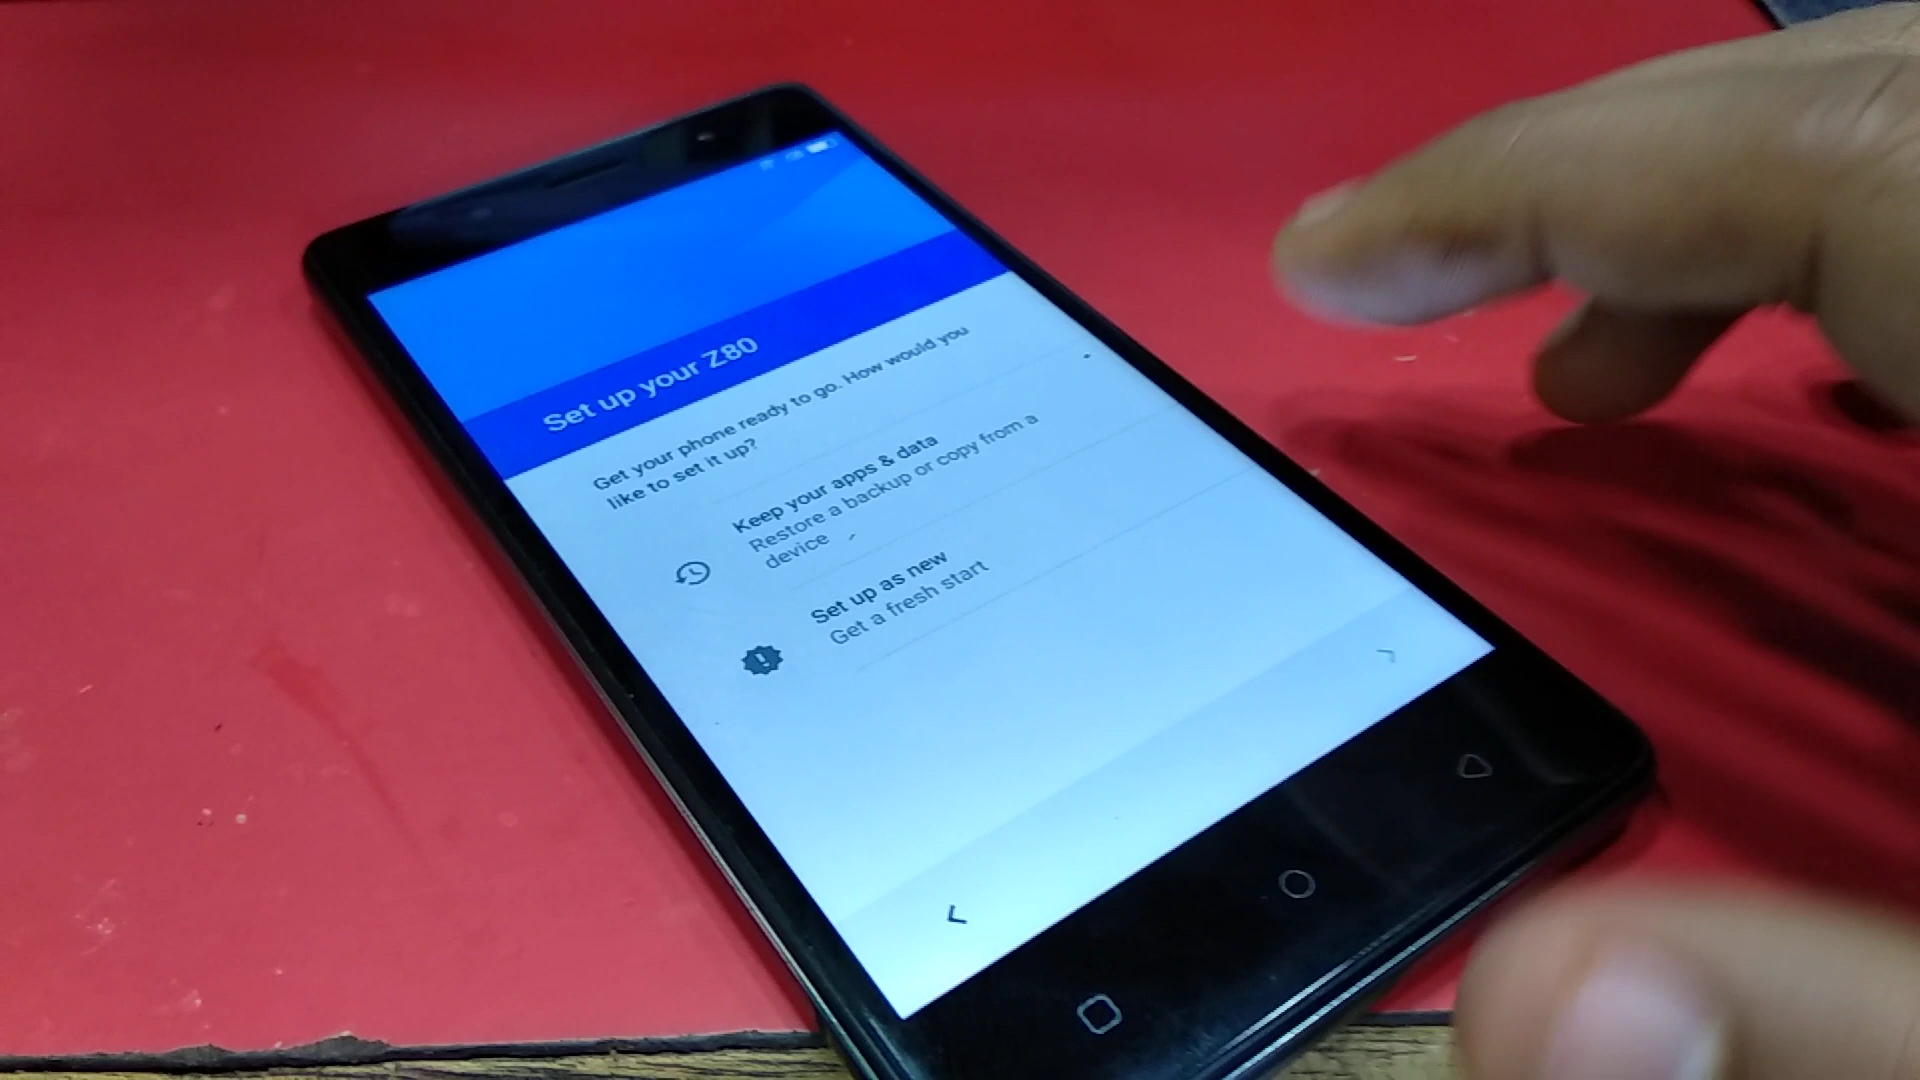 Set up your Z80
Get your phone ready to go. How would you
like to set it up?
Keep your apps & data
Restore a backup or copy from a
device
Set up as new
Get a fresh start